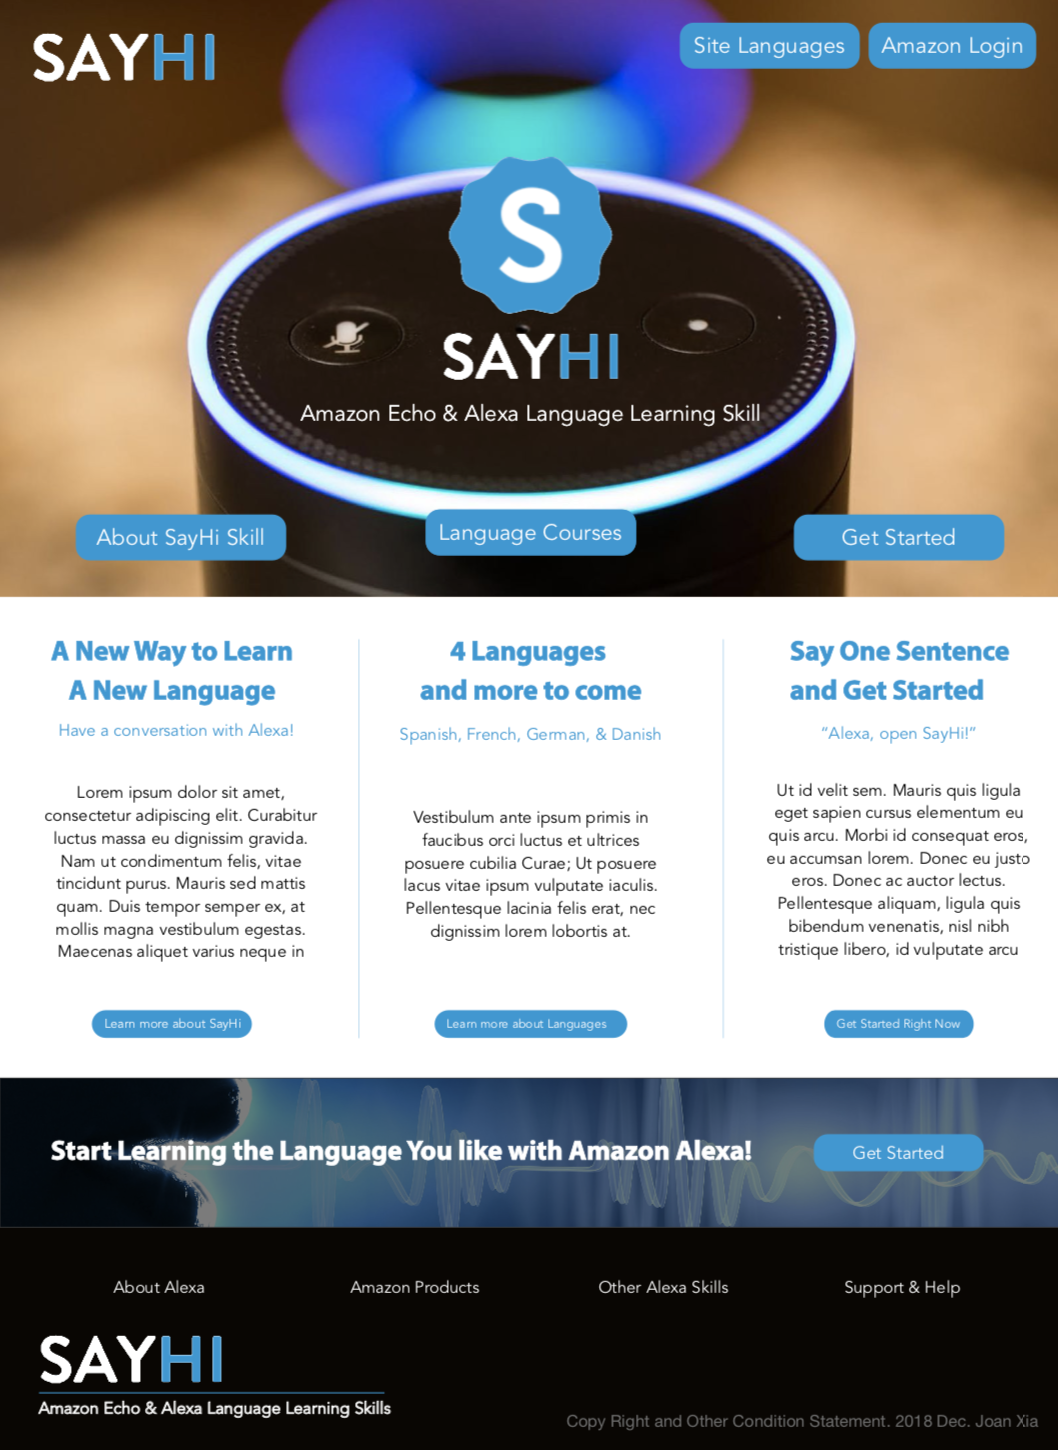 SAYHI
Site Languages
Amazon Login
S
SAYHI
Amazon Echo & Alexa Language Learning Skill
About SayHi Skill
Language Courses
Get Started
A New Way to Learn
A New Language
Have a conversation with Alexa!
Lorem ipsum dolor sit amet,
consectetur adipiscing elit. Curabitur
luctus massa eu dignissim gravida.
Nam ut condimentum felis, vitae
tincidunt purus. Mauris sed mattis
quam. Duis tempor semper ex, at
mollis magna vestibulum egestas.
Maecenas aliquet varius neque in
Learn more about SayHi
4 Languages
and more to come
Spanish, French, German, & Danish
Vestibulum ante ipsum primis in
faucibus orci luctus et ultrices
posuere cubilia Curae; Ut posuere
lacus vitae ipsum vulputate iaculis.
Pellentesque lacinia felis erat, nec
dignissim lorem lobortis at.
Learn more about Languages
Say One Sentence
and Get Started
“Alexa, open SayHi!”
Ut id velit sem. Mauris quis ligula
eget sapien cursus elementum eu
quis arcu. Morbi id consequat eros,
eu accumsan lorem. Donec eu justo
eros. Donec ac auctor lectus.
Pellentesque aliquam, ligula quis
bibendum venenatis, nisl nibh
tristique libero, id vulputate arcu
Get Started Right Now
Start Learning the Language You like with Amazon Alexa!
Get Started
About Alexa
Amazon Products
Other Alexa Skills
Support & Help
SAYHI
Amazon Echo & Alexa Language Learning Skills
Copy Right and Other Condition Statement. 2018 Dec. Joan Xia